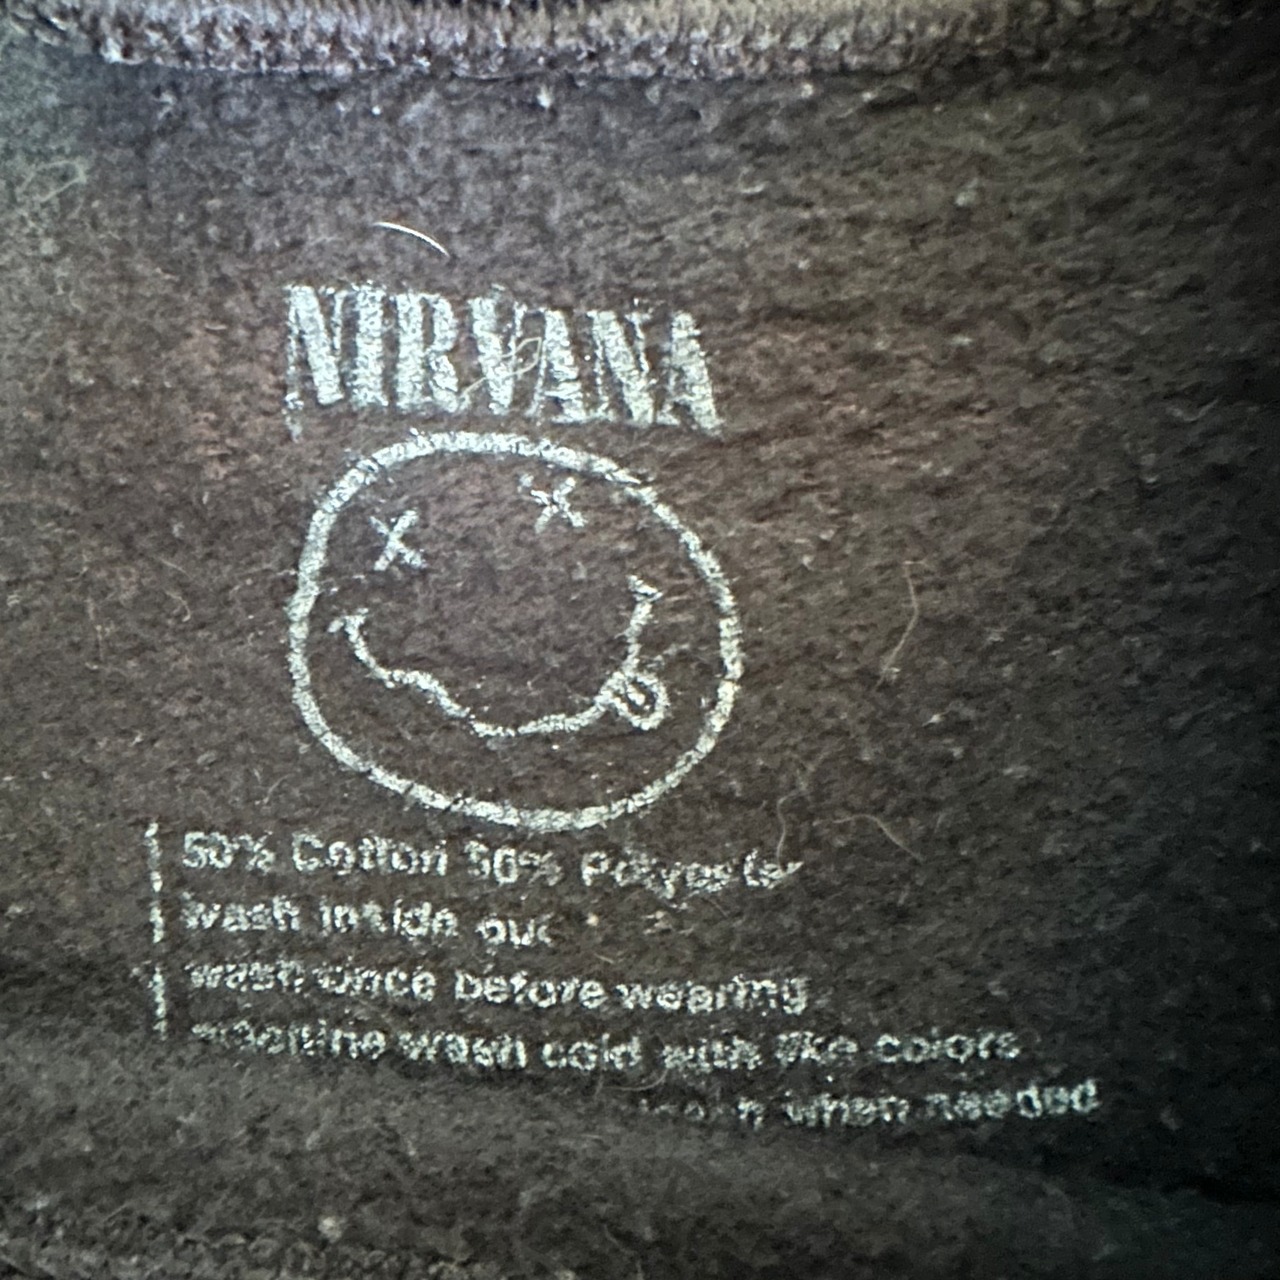 NIRVANA
50% Cotton 50% Polyester
wash inside out
wash once before wearing
machine wash cold with like colors
when needed